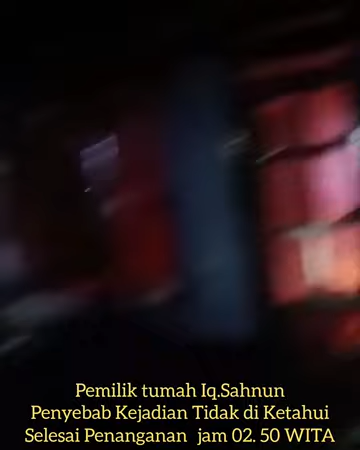 Pemilik tumah Iq.Sahnun
Penyebab Kejadian Tidak di Ketahui
Selesai Penanganan jam 02. 50 WITA